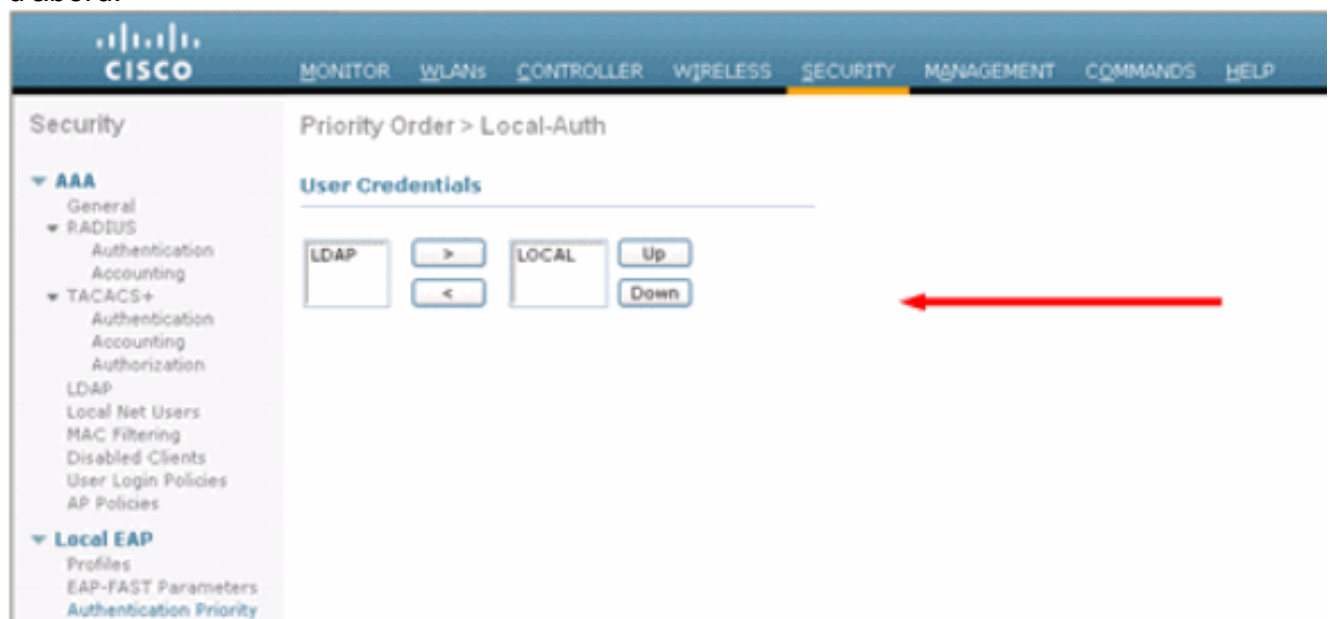 d'abord.
CISCO
MONITOR WLANs CONTROLLER WIRELESS SECURITY MANAGEMENT COMMANDS HELP
Security
AAA
General
RADIUS
Authentication
Accounting
TACACS+
Authentication
Accounting
Authorization
LDAP
Local Net Users
MAC Filtering
Disabled Clients
User Login Policies
AP Policies
Local EAP
Profiles
EAP-FAST Parameters
Authentication Priority
Priority Order > Local-Auth
User Credentials
LDAP > LOCAL Up
< Down